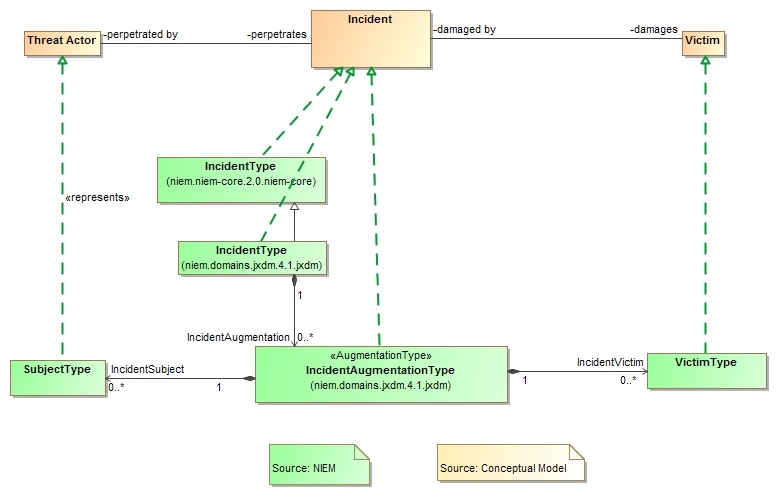 Incident
Threat Actor
-perpetrated by
-perpetrates
-damaged by
-damages
Victim
IncidentType
(niem.niem-core.2.0.niem-core)
«represents»
IncidentType
(niem.domains.jxdm.4.1.jxdm)
1
IncidentAugmentation
0..*
«AugmentationType»
IncidentAugmentationType
(niem.domains.jxdm.4.1.jxdm)
SubjectType
IncidentSubject
0..*
1
1
IncidentVictim
0..*
VictimType
Source: NIEM
Source: Conceptual Model